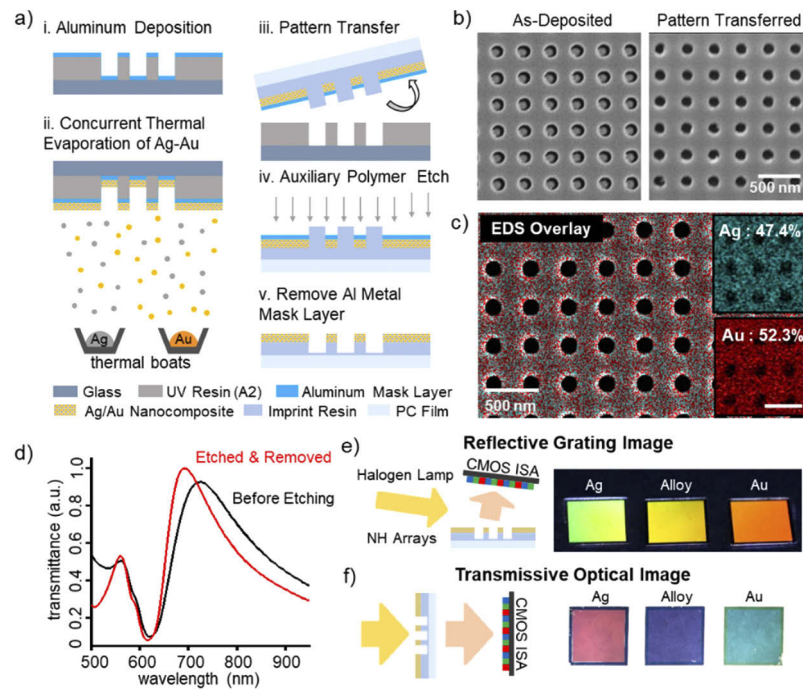 a)
i. Aluminum Deposition
ii. Concurrent Thermal
Evaporation of Ag-Au
Ag
Au
thermal boats
iii. Pattern Transfer
iv. Auxiliary Polymer Etch
v. Remove Al Metal
Mask Layer
Glass
UV Resin (A2)
Aluminum Mask Layer
Ag/Au Nanocomposite
Imprint Resin
PC Film
b)
As-Deposited
Pattern Transferred
500 nm
c)
EDS Overlay
Ag : 47.4%
Au : 52.3%
500 nm
d)
Etched & Removed
Before Etching
transmittance (a.u.)
1.0
0.8
0.6
0.4
0.2
0
500
600
700
800
900
wavelength (nm)
e)
Reflective Grating Image
Halogen Lamp
CMOS ISA
NH Arrays
Ag
Alloy
Au
f)
Transmissive Optical Image
CMOS ISA
Ag
Alloy
Au